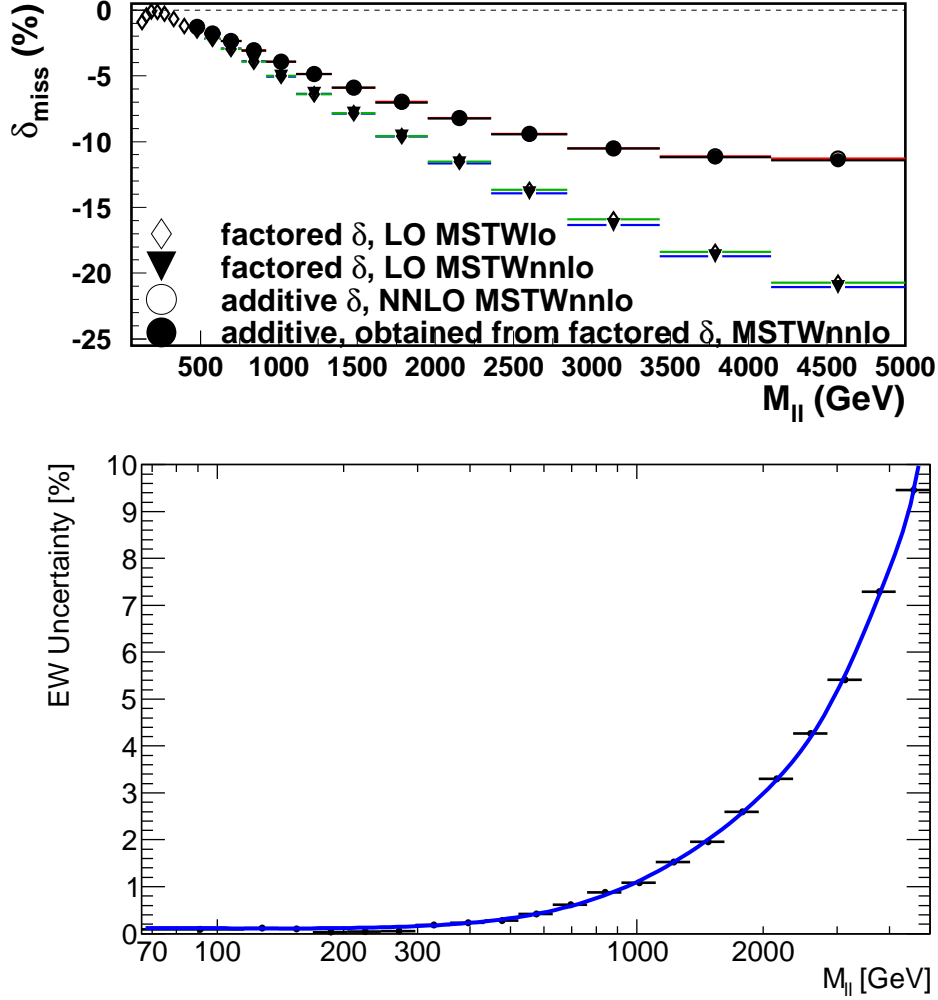 δmiss (%)
0
-5
-10
-15
-20
-25
factored δ, LO MSTWlo
factored δ, LO MSTWnnlo
additive δ, NNLO MSTWnnlo
additive, obtained from factored δ, MSTWnnlo
500 1000 1500 2000 2500 3000 3500 4000 4500 5000
Mll (GeV)
EW Uncertainty [%]
10
9
8
7
6
5
4
3
2
1
0
70 100 200 300 1000 2000
Mll [GeV]